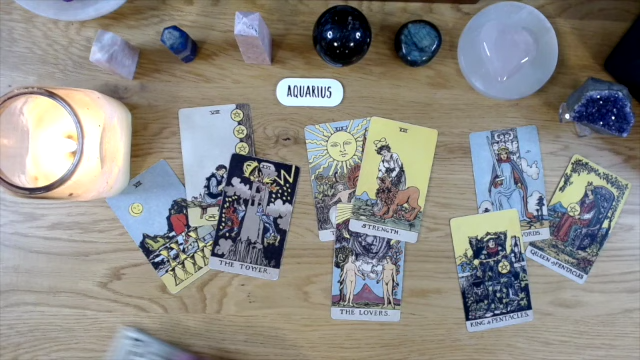 AQUARIUS
THE TOWER.
STRENGTH.
THE LOVERS.
QUEEN of PENTACLES.
KING of PENTACLES.